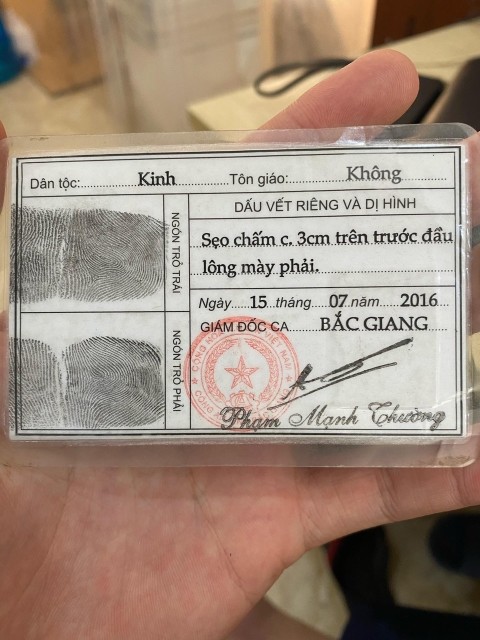 Dân tộc: Kinh Tôn giáo: Không
DẤU VẾT RIÊNG VÀ DỊ HÌNH
Sẹo chấm c. 3cm trên trước đầu
lông mày phải.
NGÓN TRỎ TRÁI
Ngày 15 tháng 07 năm 2016
GIÁM ĐỐC CA BẮC GIANG
NGÓN TRỎ PHẢI
Phạm Mạnh Thường